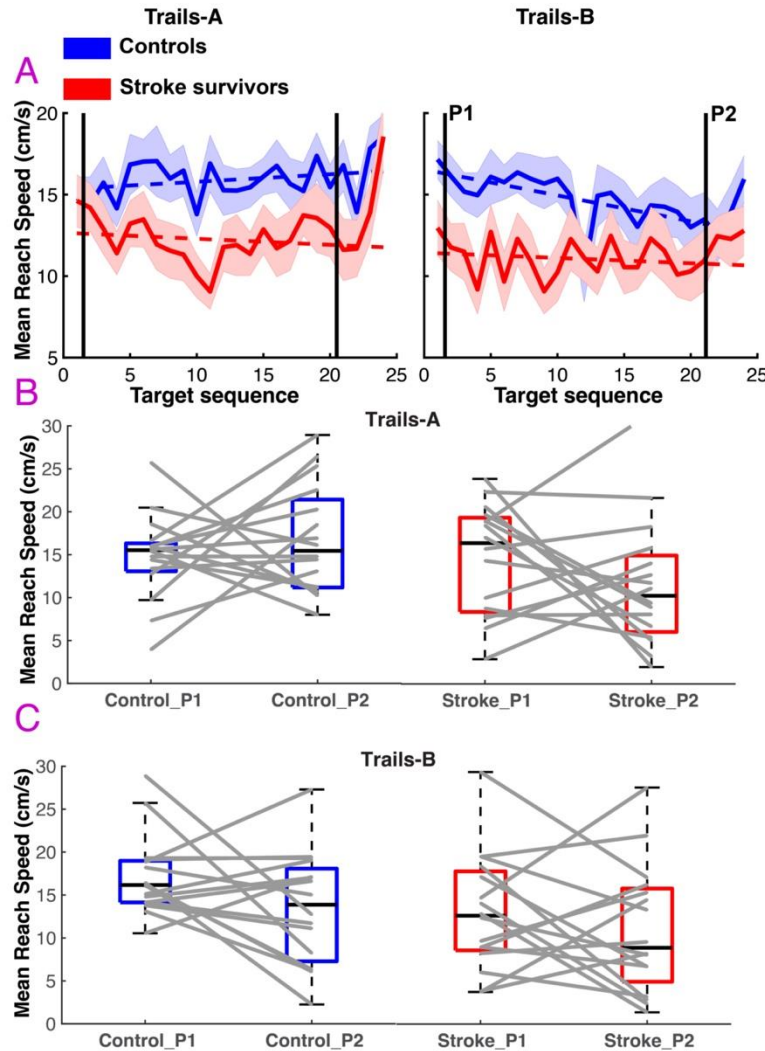 Trails-A
Trails-B
Controls
Stroke survivors
A
P1
P2
Mean Reach Speed (cm/s)
20
15
10
5
0 5 10 15 20 25
0 5 10 15 20 25
Target sequence
Target sequence
B
Trails-A
Mean Reach Speed (cm/s)
30
25
20
15
10
5
0
Control_P1 Control_P2 Stroke_P1 Stroke_P2
C
Trails-B
Mean Reach Speed (cm/s)
30
25
20
15
10
5
0
Control_P1 Control_P2 Stroke_P1 Stroke_P2